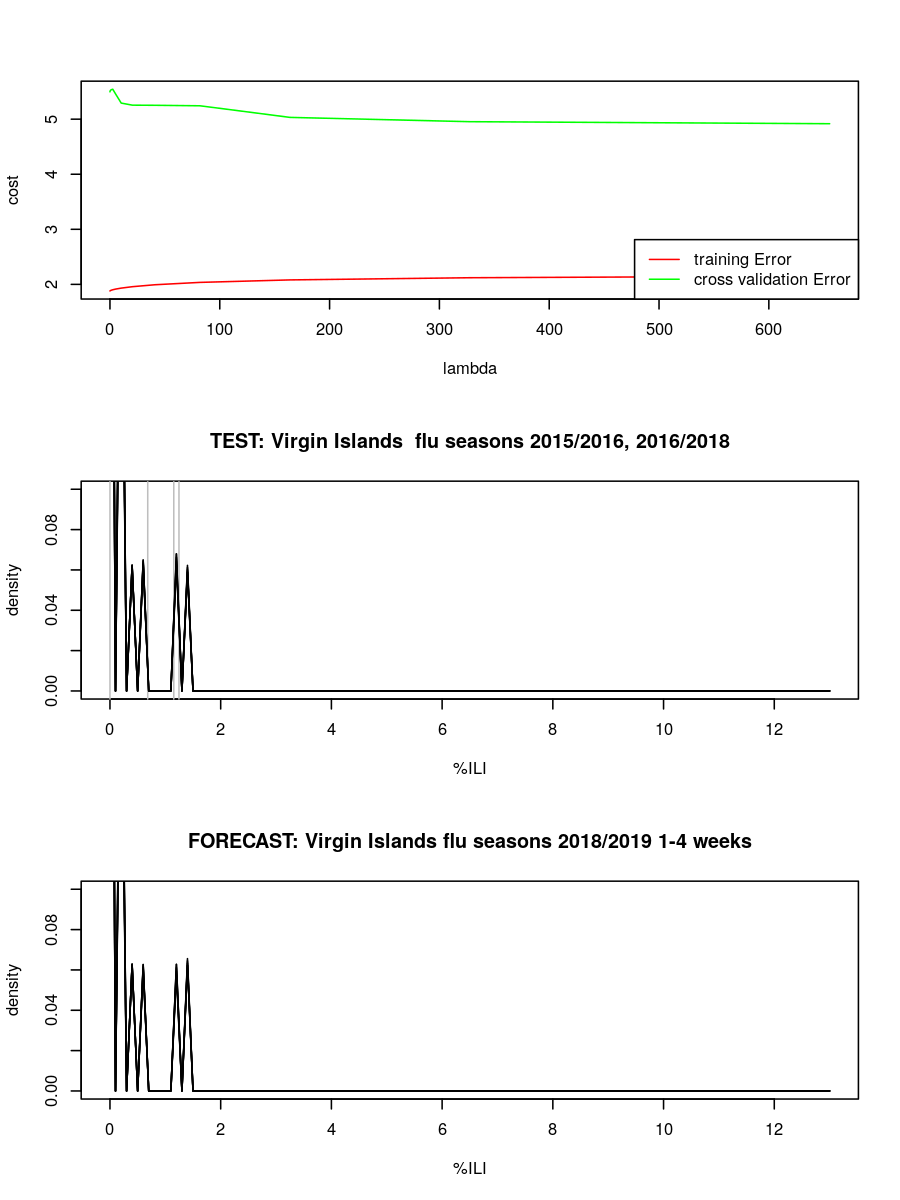 5
4
3
2
cost
training Error
cross validation Error
0 100 200 300 400 500 600
lambda
TEST: Virgin Islands  flu seasons 2015/2016, 2016/2018
0.08
0.04
0.00
density
0 2 4 6 8 10 12
%ILI
FORECAST: Virgin Islands flu seasons 2018/2019 1-4 weeks
0.08
0.04
0.00
density
0 2 4 6 8 10 12
%ILI